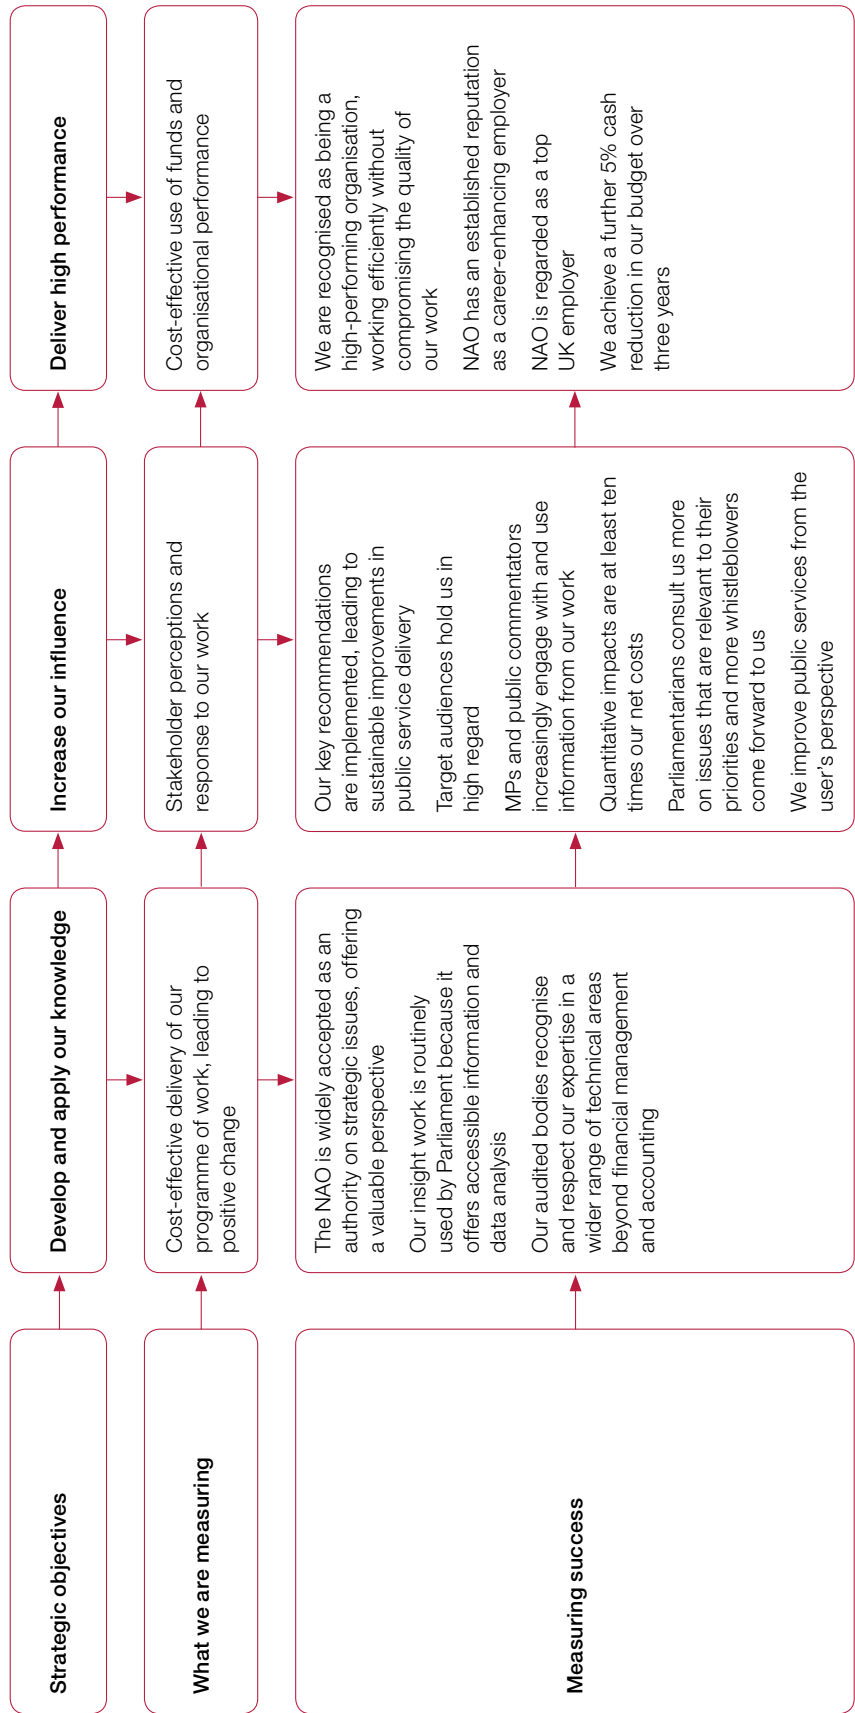 Strategic objectives
Develop and apply our knowledge
Increase our influence
Deliver high performance
What we are measuring
Cost-effective delivery of our
programme of work, leading to
positive change
Stakeholder perceptions and
response to our work
Cost-effective use of funds and
organisational performance
Measuring success
The NAO is widely accepted as an
authority on strategic issues, offering
a valuable perspective
Our insight work is routinely
used by Parliament because it
offers accessible information and
data analysis
Our audited bodies recognise
and respect our expertise in a
wider range of technical areas
beyond financial management
and accounting
Our key recommendations
are implemented, leading to
sustainable improvements in
public service delivery
Target audiences hold us in
high regard
MPs and public commentators
increasingly engage with and use
information from our work
Quantitative impacts are at least ten
times our net costs
Parliamentarians consult us more
on issues that are relevant to their
priorities and more whistleblowers
come forward to us
We improve public services from the
user's perspective
We are recognised as being a
high-performing organisation,
working efficiently without
compromising the quality of
our work
NAO has an established reputation
as a career-enhancing employer
NAO is regarded as a top
UK employer
We achieve a further 5% cash
reduction in our budget over
three years